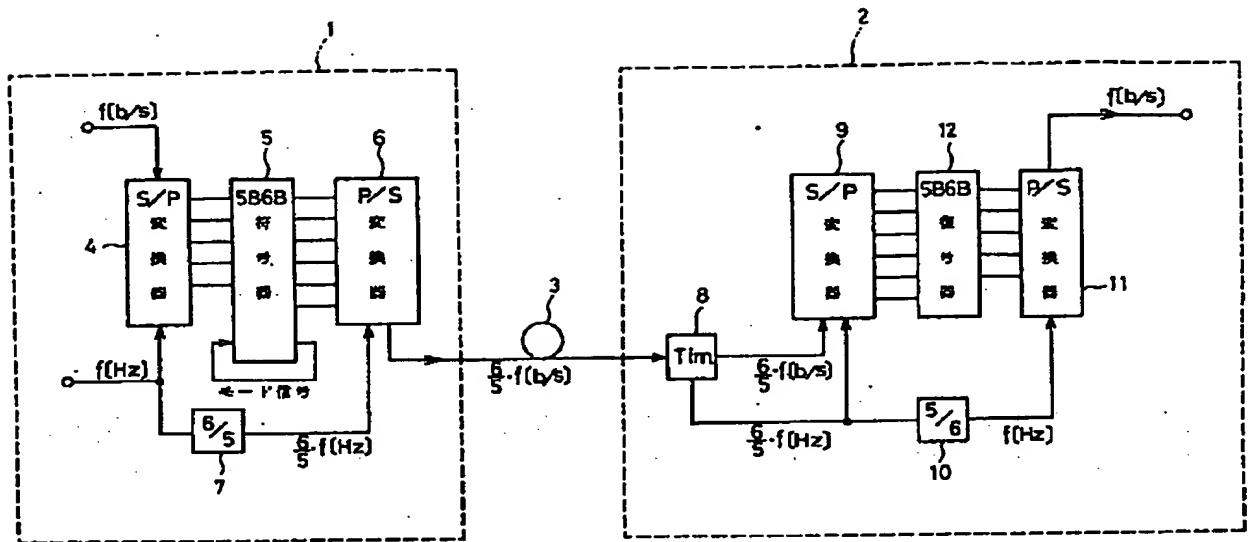 1
2
f[b/s]
f[b/s]
5
6
9
12
S/P
変
換
器
4
5B6B
符
号
器
P/S
変
換
器
S/P
変
換
器
5B6B
復
号
器
P/S
変
換
器
11
3
8
Tim
6/5・f(b/s)
6/5・f(b/s)
f[Hz]
モード信号
6/5
7
6/5・f[Hz]
6/5・f[Hz]
5/6
10
f[Hz]